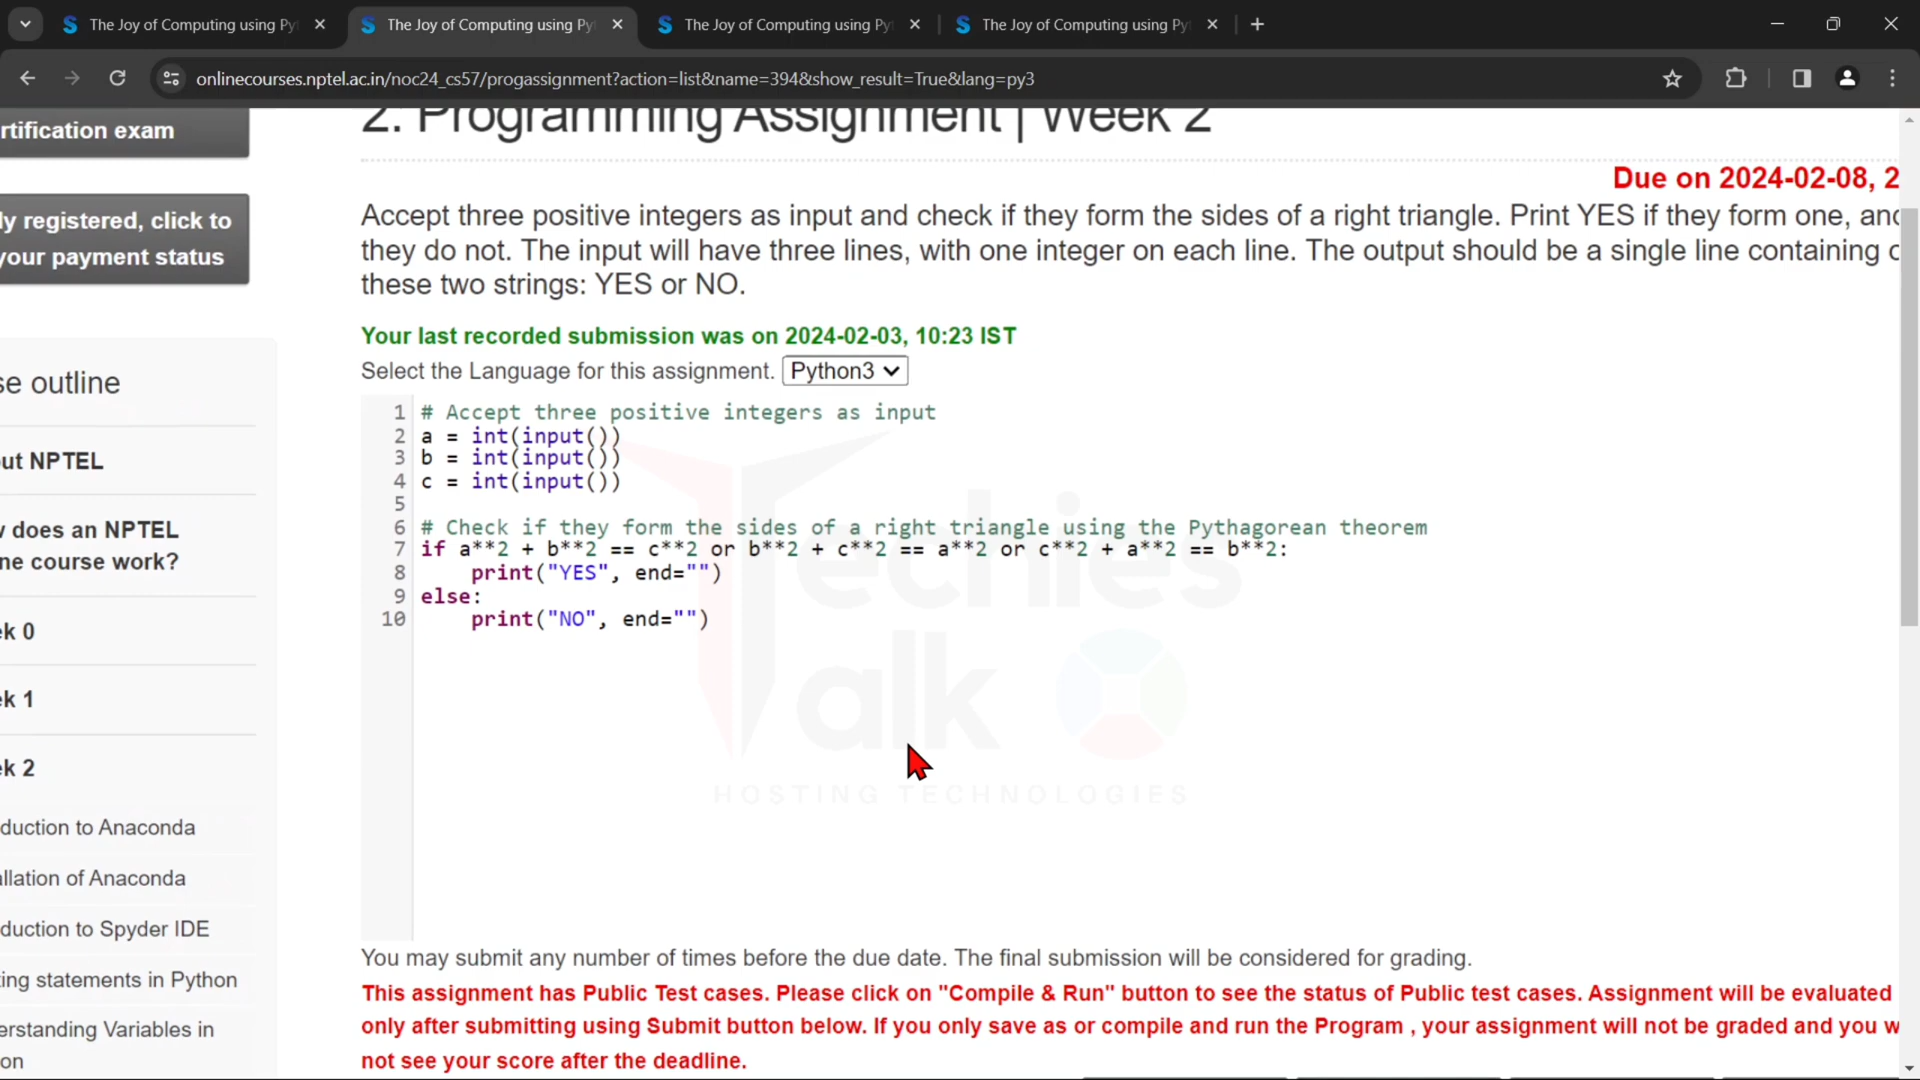 The Joy of Computing using Py
The Joy of Computing using Py
The Joy of Computing using Py
The Joy of Computing using Py
onlinecourses.nptel.ac.in/noc24_cs57/progassignment?action=list&name=394&show_result=True&lang=py3
rtification exam
ly registered, click to
your payment status
se outline
ut NPTEL
does an NPTEL
ne course work?
ek 0
ek 1
ek 2
duction to Anaconda
allation of Anaconda
duction to Spyder IDE
ing statements in Python
erstanding Variables in
on
2. Programming Assignment | Week 2
Due on 2024-02-08, 2
Accept three positive integers as input and check if they form the sides of a right triangle. Print YES if they form one, and
they do not. The input will have three lines, with one integer on each line. The output should be a single line containing
these two strings: YES or NO.
Your last recorded submission was on 2024-02-03, 10:23 IST
Select the Language for this assignment. Python3
1 # Accept three positive integers as input
2 a = int(input())
3 b = int(input())
4 c = int(input())
5
6 # Check if they form the sides of a right triangle using the Pythagorean theorem
7 if a**2 + b**2 == c**2 or b**2 + c**2 == a**2 or c**2 + a**2 == b**2:
8 print("YES", end="")
9 else:
10 print("NO", end="")
Techies
Talk
HOSTING TECHNOLOGIES
You may submit any number of times before the due date. The final submission will be considered for grading.
This assignment has Public Test cases. Please click on "Compile & Run" button to see the status of Public test cases. Assignment will be evaluated
only after submitting using Submit button below. If you only save as or compile and run the Program , your assignment will not be graded and you w
not see your score after the deadline.